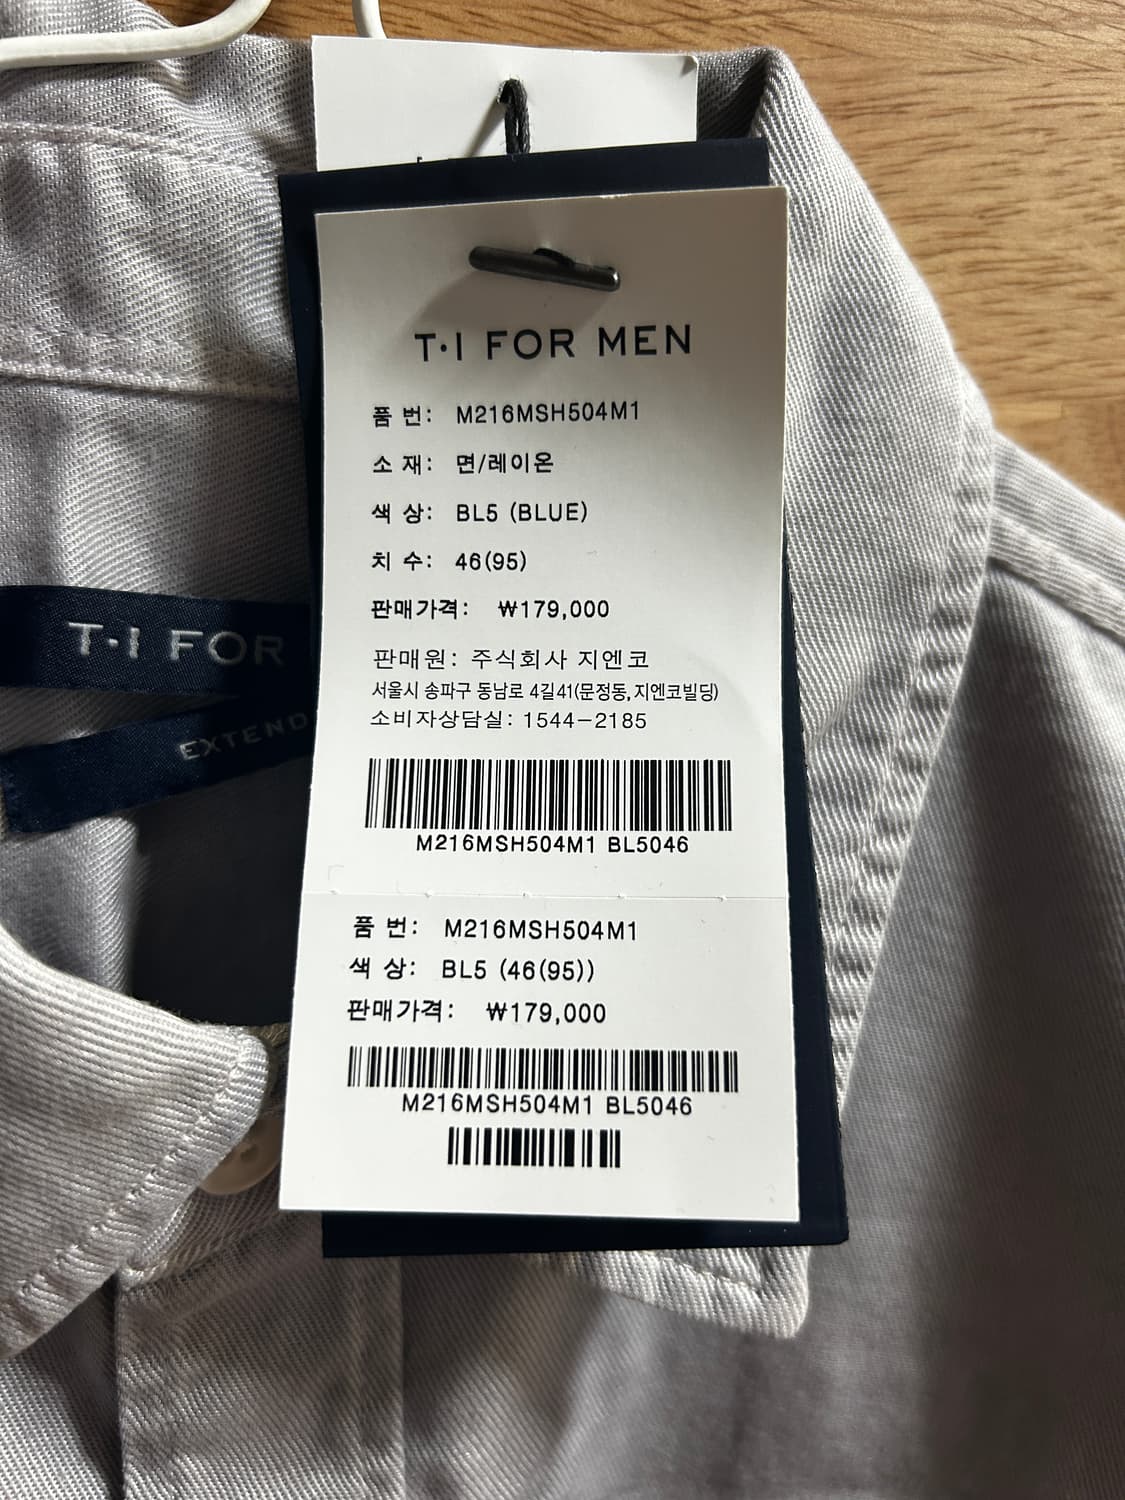 T·I FOR MEN
품 번: M216MSH504M1
소 재: 면/레이온
색 상: BL5 (BLUE)
치 수: 46(95)
판매가격: ₩179,000
판매원: 주식회사 지엔코
서울시 송파구 동남로 4길41(문정동, 지엔코빌딩)
소비자상담실: 1544-2185
M216MSH504M1 BL5046
품 번: M216MSH504M1
색 상: BL5 (46(95))
판매가격: ₩179,000
M216MSH504M1 BL5046
T·I FOR
EXTEND